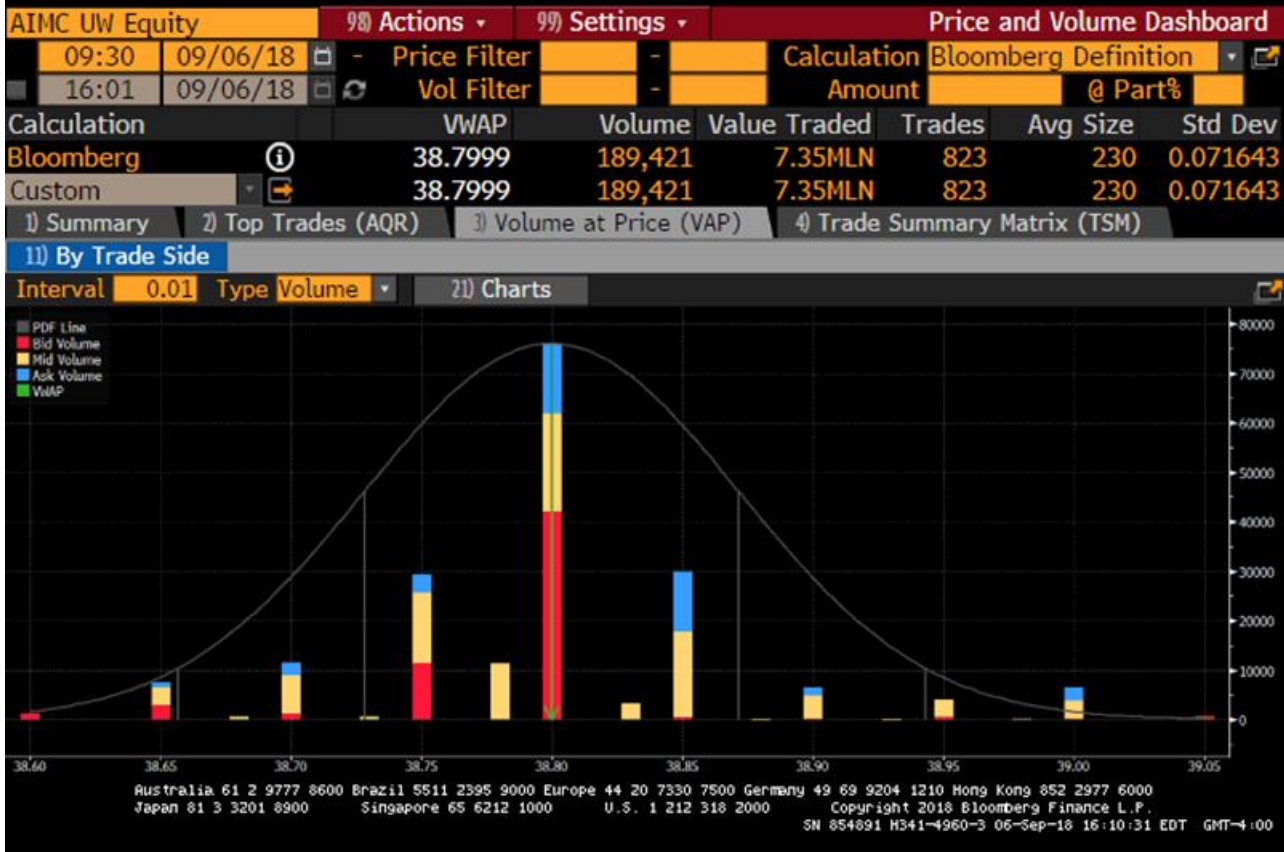 AIMC UW Equity 98) Actions 99) Settings Price and Volume Dashboard
09:30 09/06/18 - Price Filter - Calculation Bloomberg Definition
16:01 09/06/18 Vol Filter - Amount @ Part%
Calculation VWAP Volume Value Traded Trades Avg Size Std Dev
Bloomberg 38.7999 189,421 7.35MLN 823 230 0.071643
Custom 38.7999 189,421 7.35MLN 823 230 0.071643
1) Summary 2) Top Trades (AQR) 3) Volume at Price (VAP) 4) Trade Summary Matrix (TSM)
11) By Trade Side
Interval 0.01 Type Volume 21) Charts
PDF Line
Bid Volume
Mid Volume
Ask Volume
VWAP
80000
70000
60000
50000
40000
30000
20000
10000
0
38.60 38.65 38.70 38.75 38.80 38.85 38.90 38.95 39.00 39.05
Australia 61 2 9777 8600 Brazil 5511 2395 9000 Europe 44 20 7330 7500 Germany 49 69 9204 1210 Hong Kong 852 2977 6000
Japan 81 3 3201 8900 Singapore 65 6212 1000 U.S. 1 212 318 2000 Copyright 2018 Bloomberg Finance L.P.
SN 854891 H341-4960-3 06-Sep-18 16:10:31 EDT GMT-4:00